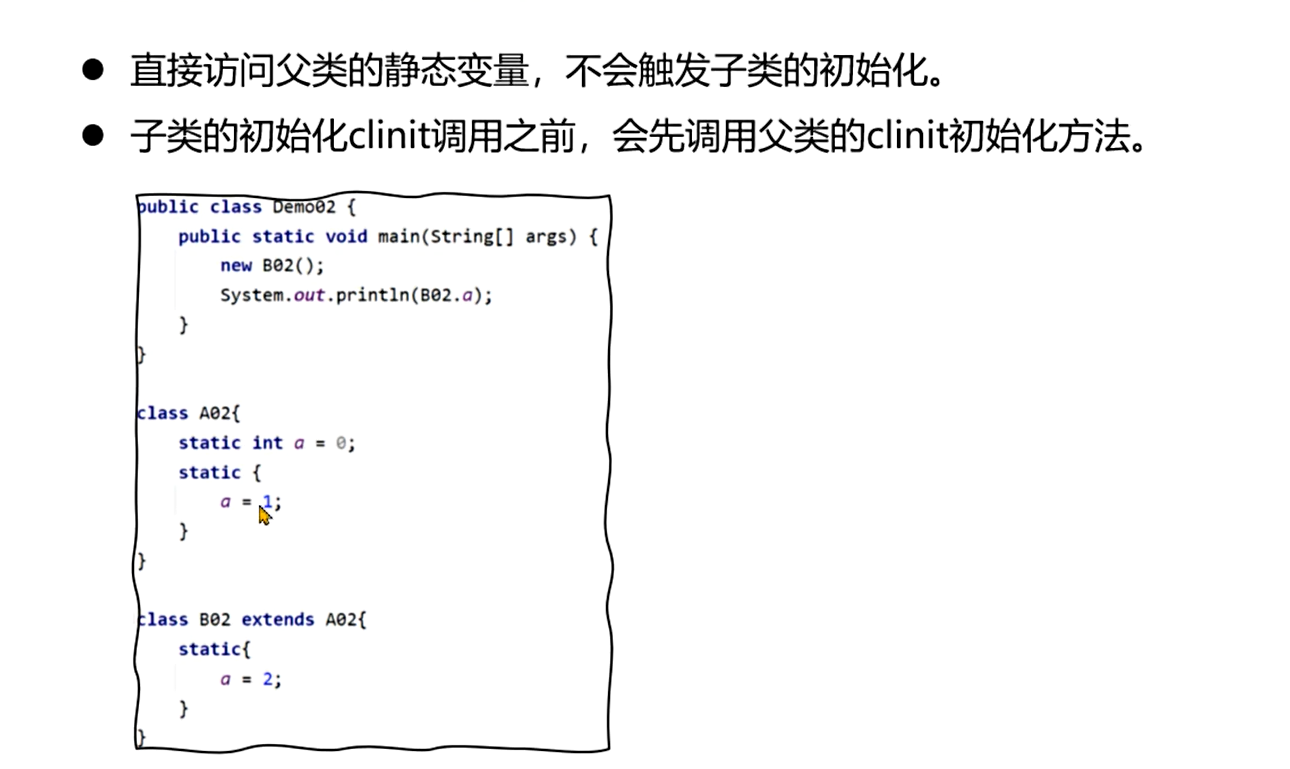 ● 直接访问父类的静态变量，不会触发子类的初始化。
● 子类的初始化clinit调用之前，会先调用父类的clinit初始化方法。
public class Demo02 {
    public static void main(String[] args) {
        new B02();
        System.out.println(B02.a);
    }
}
class A02{
    static int a = 0;
    static {
        a = 1;
    }
}
class B02 extends A02{
    static{
        a = 2;
    }
}